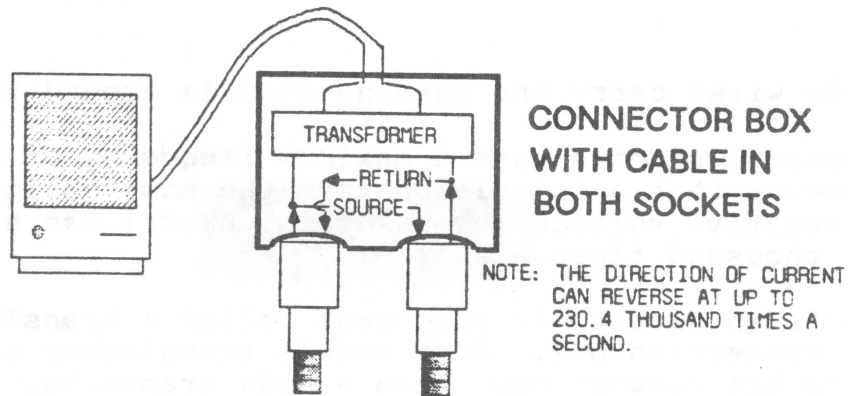 TRANSFORMER
RETURN
SOURCE
CONNECTOR BOX
WITH CABLE IN
BOTH SOCKETS
NOTE: THE DIRECTION OF CURRENT
CAN REVERSE AT UP TO
230.4 THOUSAND TIMES A
SECOND.